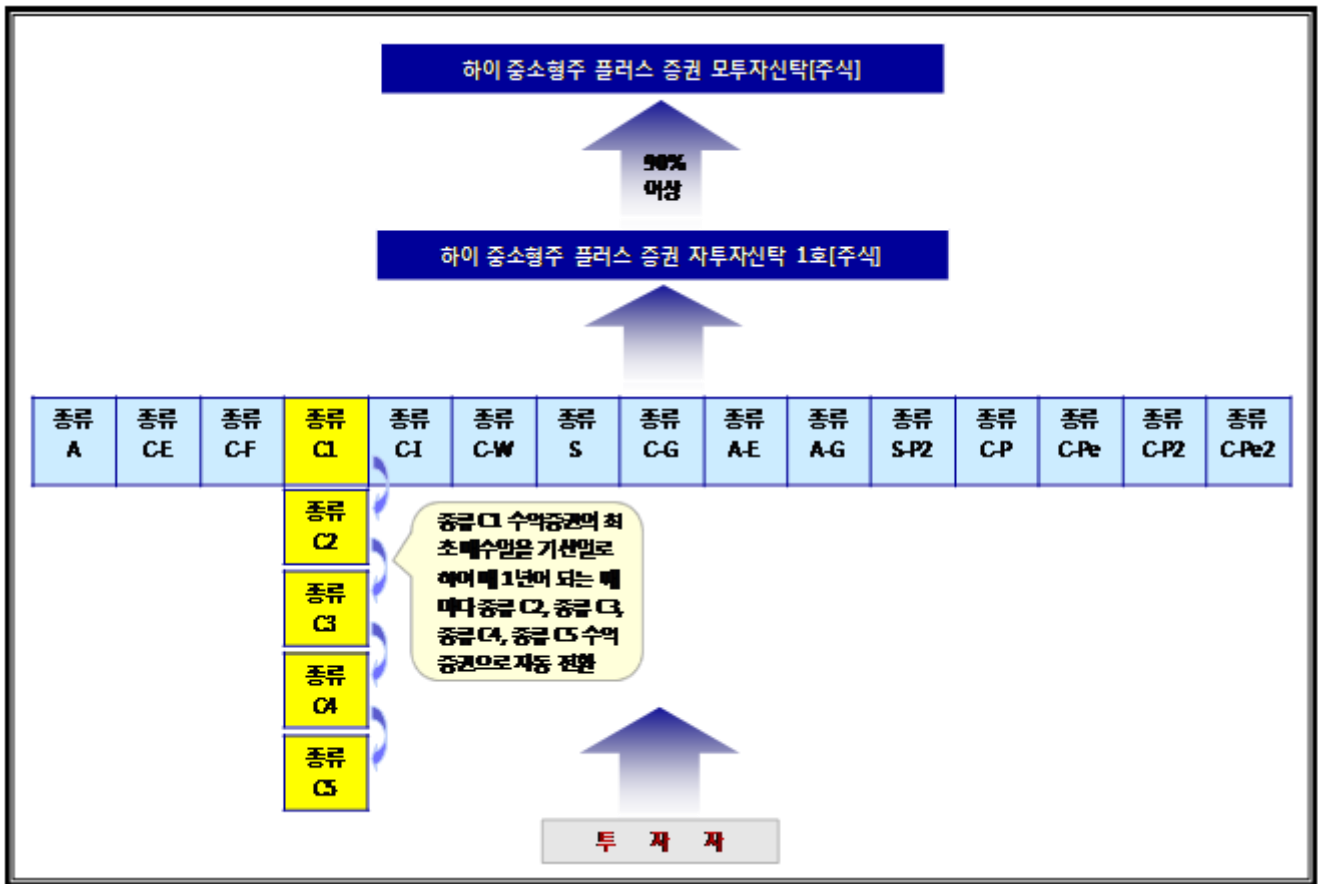 하이 중소형주 플러스 증권 모투자신탁[주식]
90%
이상
하이 중소형주 플러스 증권 자투자신탁 1호[주식]
종류 종류 종류 종류 종류 종류 종류 종류 종류 종류 종류 종류 종류 종류 종류
A C-E C-F C1 C-I C-W S C-G A-E A-G S-P2 C-P C-Pe C-P2 C-Pe2
종류
C2
종류
C3
종류
C4
종류
C5
종류 C1 수익증권의 최
초 매수일을 기산일로
하여 매 1년이 되는 때
마다 종류 C2, 종류 C3,
종류 C4, 종류 C5 수익
증권으로 자동 전환
투 자 자